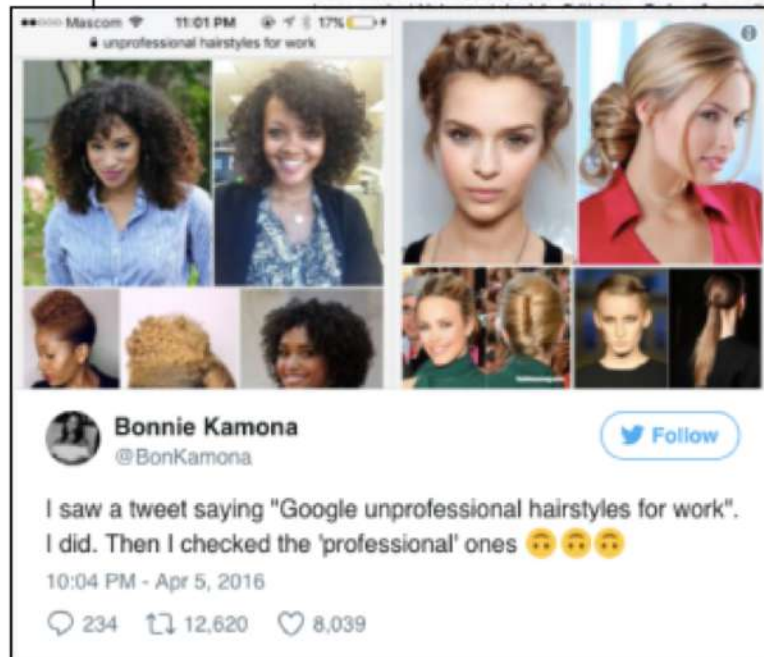 Mascom 11:01 PM 17%
unprofessional hairstyles for work
Bonnie Kamona
@BonKamona
Follow
I saw a tweet saying "Google unprofessional hairstyles for work".
I did. Then I checked the 'professional' ones 🙃🙃🙃
10:04 PM - Apr 5, 2016
234 12,620 8,039